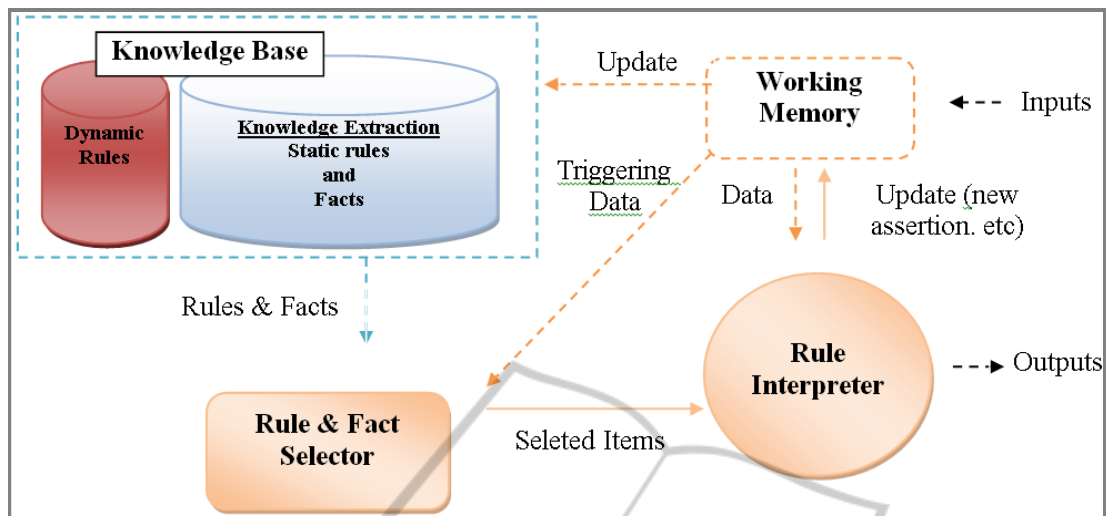 Knowledge Base
Dynamic
Rules
Knowledge Extraction
Static rules
and
Facts
Update
Working
Memory
Inputs
Triggering
Data
Data
Update (new
assertion. etc)
Rules & Facts
Rule
Interpreter
Outputs
Rule & Fact
Selector
Seleted Items